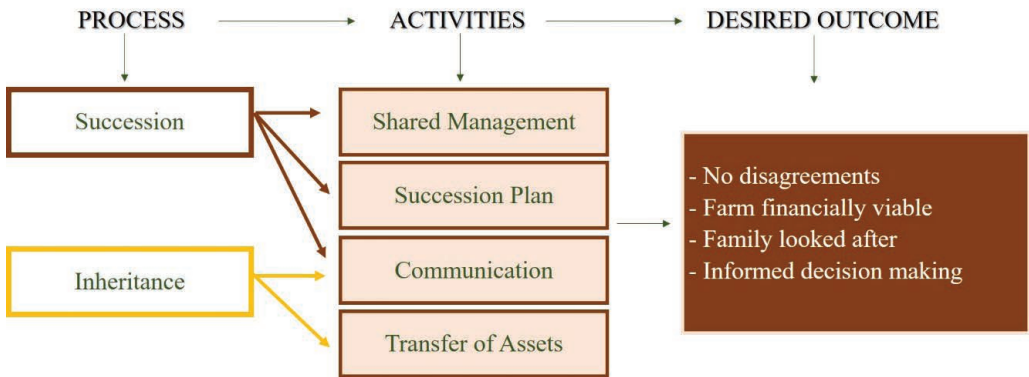 PROCESS
ACTIVITIES
DESIRED OUTCOME
Succession
Inheritance
Shared Management
Succession Plan
Communication
Transfer of Assets
- No disagreements
- Farm financially viable
- Family looked after
- Informed decision making